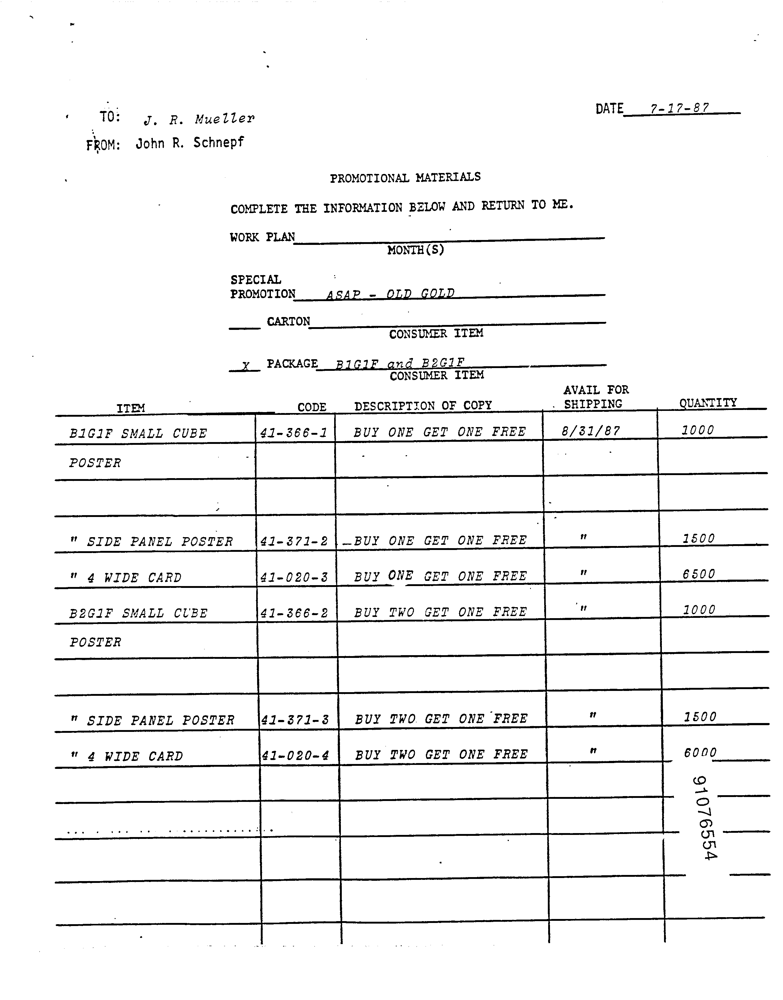 DATE 7-17-87
TO: J. R. Mueller
FROM: John R. Schnepf
PROMOTIONAL MATERIALS
COMPLETE THE INFORMATION BELOW AND RETURN TO ME.
WORK PLAN
MONTH(S)
SPECIAL
PROMOTION ASAP - OLD GOLD
CARTON
CONSUMER ITEM
X PACKAGE B1G1F and B2G1F
CONSUMER ITEM
AVAIL FOR
ITEM CODE DESCRIPTION OF COPY SHIPPING QUANTITY
B1G1F SMALL CUBE 41-366-1 BUY ONE GET ONE FREE 8/31/87 1000
POSTER
" SIDE PANEL POSTER 41-371-2 BUY ONE GET ONE FREE " 1500
" 4 WIDE CARD 41-020-3 BUY ONE GET ONE FREE " 6500
B2G1F SMALL CUBE 41-366-2 BUY TWO GET ONE FREE " 1000
POSTER
" SIDE PANEL POSTER 41-371-3 BUY TWO GET ONE FREE " 1500
" 4 WIDE CARD 41-020-4 BUY TWO GET ONE FREE " 6000
91076554